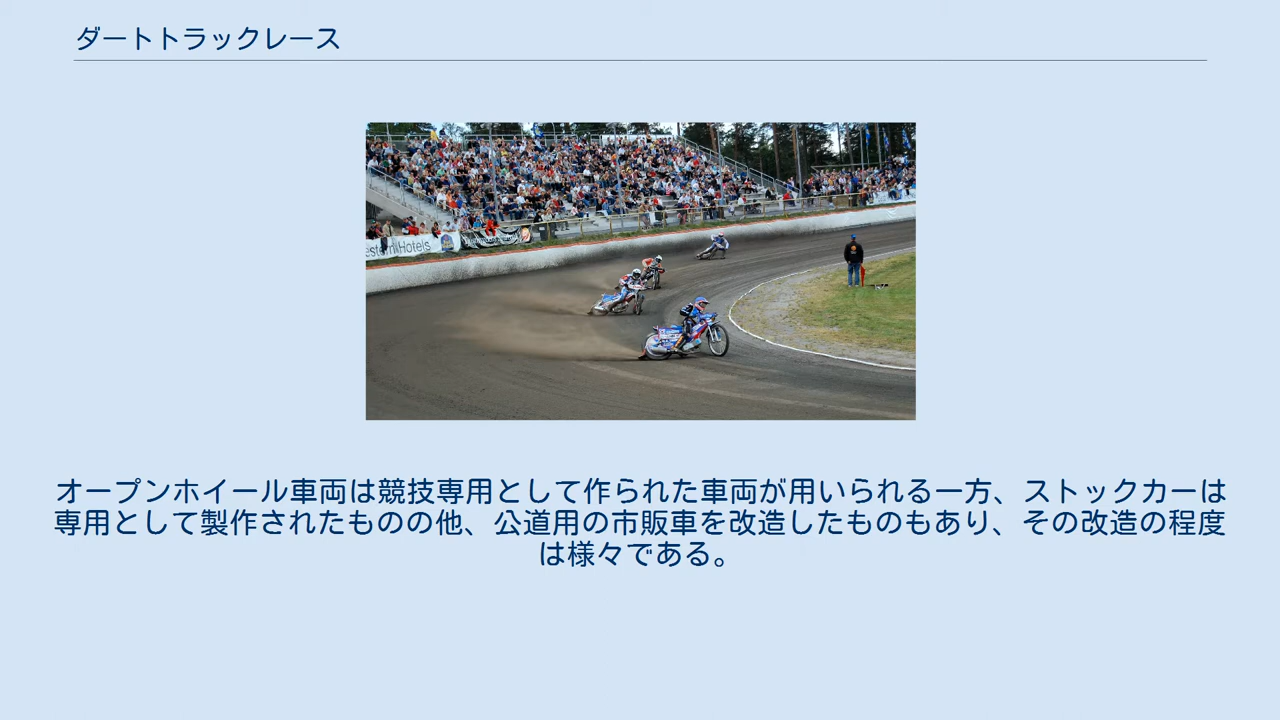 ダートトラックレース
estern Hotels
オープンホイール車両は競技専用として作られた車両が用いられる一方、ストックカーは
専用として製作されたものの他、公道用の市販車を改造したものもあり、その改造の程度
は様々である。